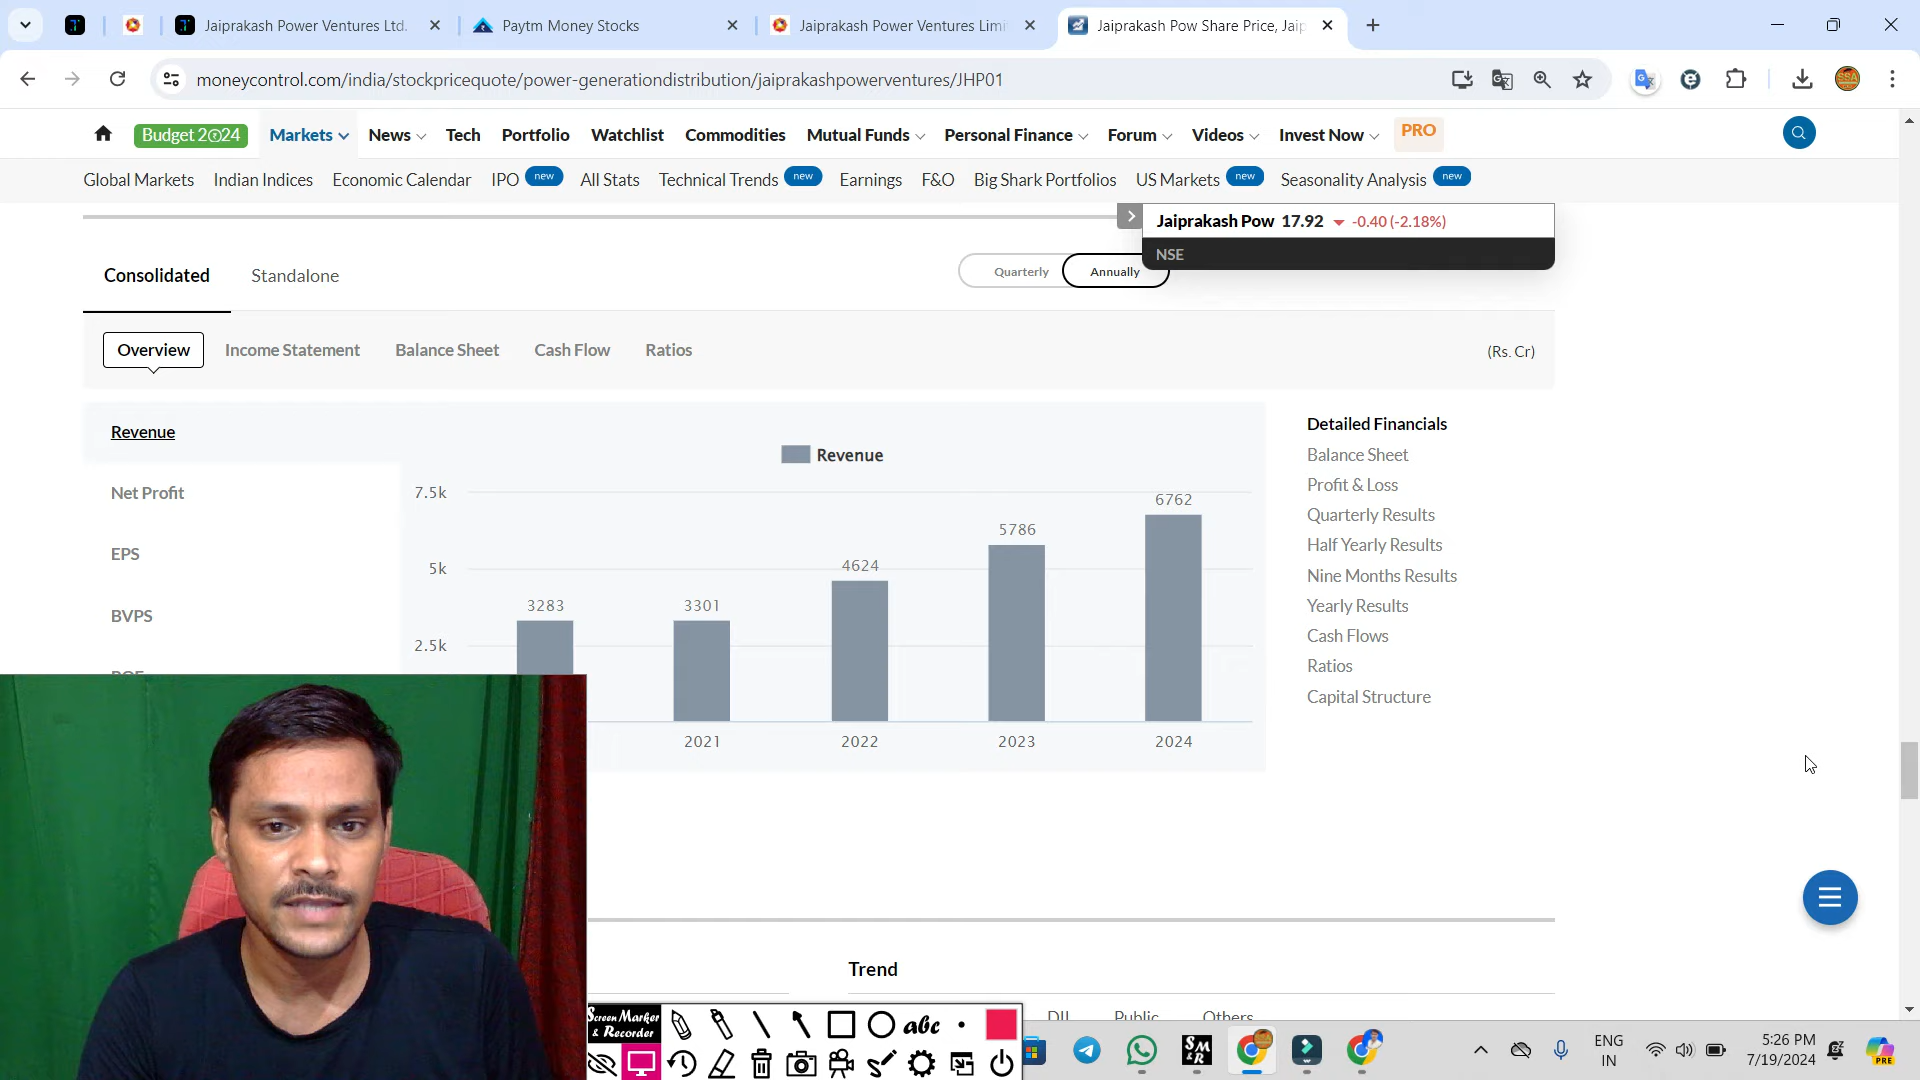 Jaiprakash Power Ventures Ltd.
Paytm Money Stocks
Jaiprakash Power Ventures Limi
Jaiprakash Pow Share Price, Jaip
moneycontrol.com/india/stockpricequote/power-generationdistribution/jaiprakashpowerventures/JHP01
SSA
Budget 2024 Markets News Tech Portfolio Watchlist Commodities Mutual Funds Personal Finance Forum Videos Invest Now PRO
Global Markets Indian Indices Economic Calendar IPO new All Stats Technical Trends new Earnings F&O Big Shark Portfolios US Markets new Seasonality Analysis new
Jaiprakash Pow 17.92 -0.40 (-2.18%)
NSE
Consolidated Standalone Quarterly Annually
Overview Income Statement Balance Sheet Cash Flow Ratios (Rs. Cr)
Revenue
Net Profit
EPS
BVPS
Revenue
7.5k
5k
2.5k
3283
3301
4624
5786
6762
2021 2022 2023 2024
Detailed Financials
Balance Sheet
Profit & Loss
Quarterly Results
Half Yearly Results
Nine Months Results
Yearly Results
Cash Flows
Ratios
Capital Structure
Trend
DII Public Others
Screen Marker
& Recorder
abc
SM
&R
ENG
IN
5:26 PM
7/19/2024
PRE